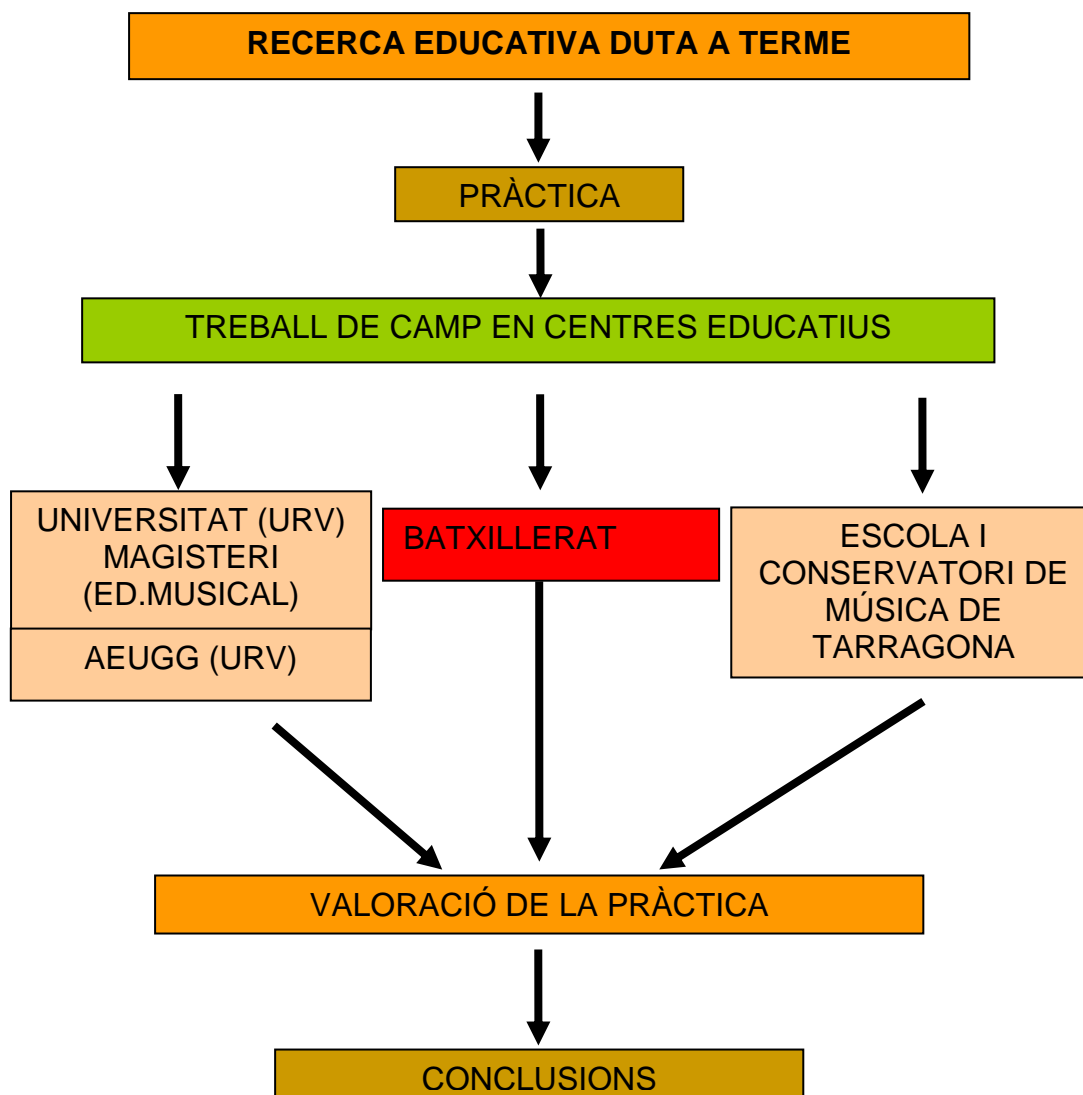 RECERCA EDUCATIVA DUTA A TERME
PRÀCTICA
TREBALL DE CAMP EN CENTRES EDUCATIUS
UNIVERSITAT (URV)
MAGISTERI
(ED.MUSICAL)
AEUGG (URV)
BATXILLERAT
ESCOLA I
CONSERVATORI DE
MÚSICA DE
TARRAGONA
VALORACIÓ DE LA PRÀCTICA
CONCLUSIONS